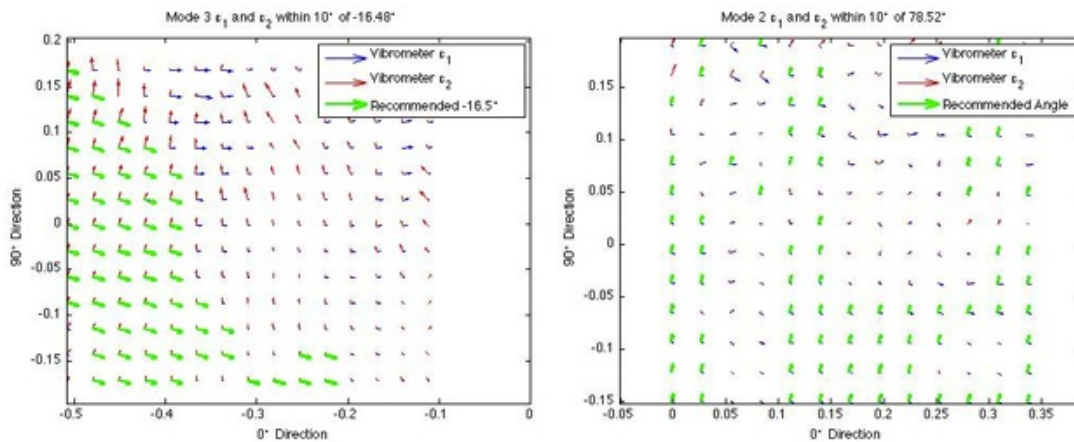 Mode 3 ε₁ and ε₂ within 10° of -16.48°
Vibrometer ε₁
Vibrometer ε₂
Recommended -16.5°
90° Direction
0.2
0.15
0.1
0.05
0
-0.05
-0.1
-0.15
-0.5 -0.4 -0.3 -0.2 -0.1 0
0° Direction
Mode 2 ε₁ and ε₂ within 10° of 78.52°
Vibrometer ε₁
Vibrometer ε₂
Recommended Angle
90° Direction
0.2
0.15
0.1
0.05
0
-0.05
-0.1
-0.15
-0.05 0 0.05 0.1 0.15 0.2 0.25 0.3 0.35
0° Direction